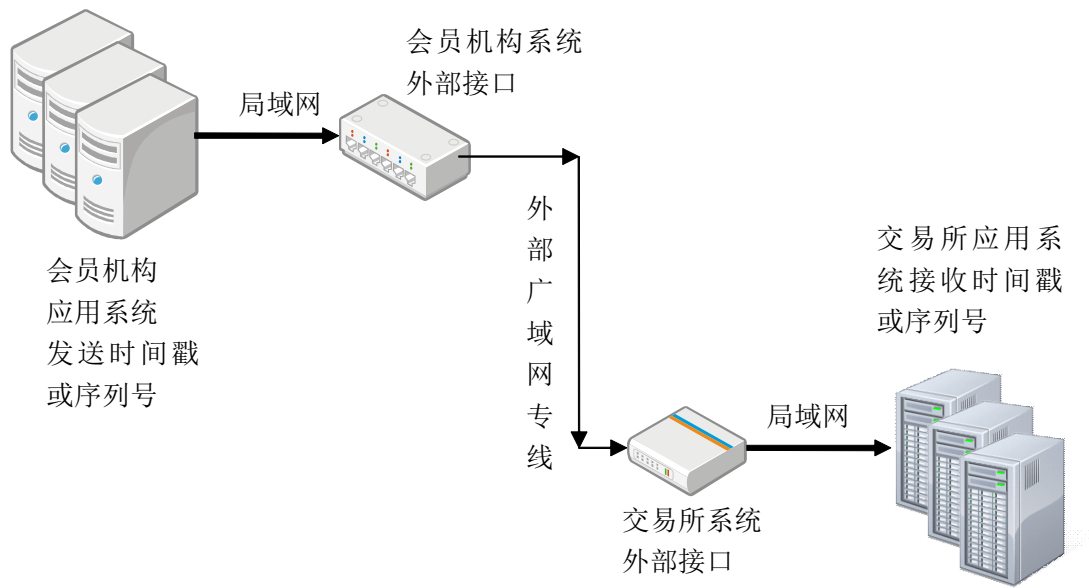 会员机构系统
外部接口
局域网
会员机构
应用系统
发送时间戳
或序列号
外部广域网专线
交易所应用系
统接收时间戳
或序列号
局域网
交易所系统
外部接口